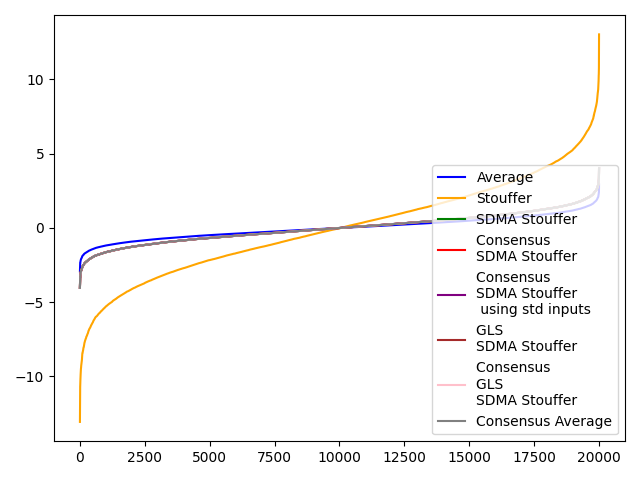 10
5
0
−5
−10
0
2500
5000
7500
10000
12500
15000
17500
20000
Average
Stouffer
SDMA Stouffer
Consensus
SDMA Stouffer
Consensus
SDMA Stouffer
using std inputs
GLS
SDMA Stouffer
Consensus
GLS
SDMA Stouffer
Consensus Average